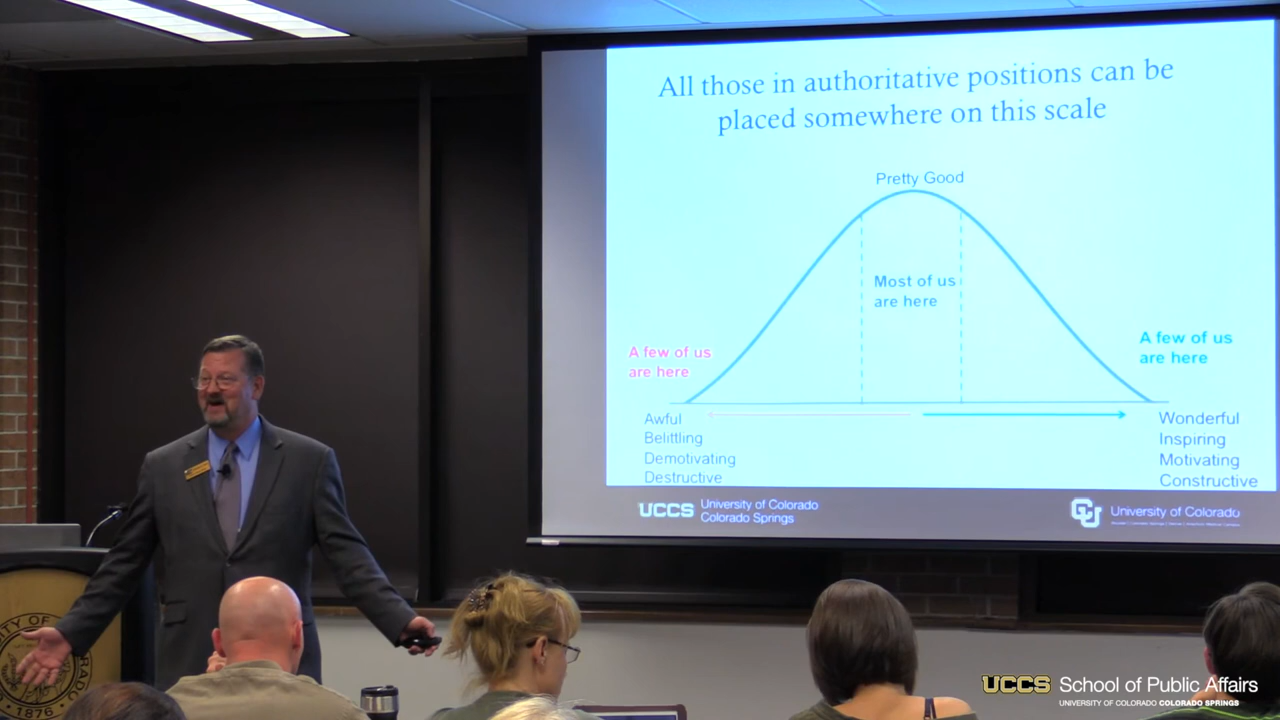 All those in authoritative positions can be
placed somewhere on this scale
Pretty Good
Most of us
are here
A few of us
are here
A few of us
are here
Awful
Belittling
Demotivating
Destructive
Wonderful
Inspiring
Motivating
Constructive
UCCS
University of Colorado
Colorado Springs
CU
University of Colorado
1876
UCCS School of Public Affairs
UNIVERSITY OF COLORADO COLORADO SPRINGS